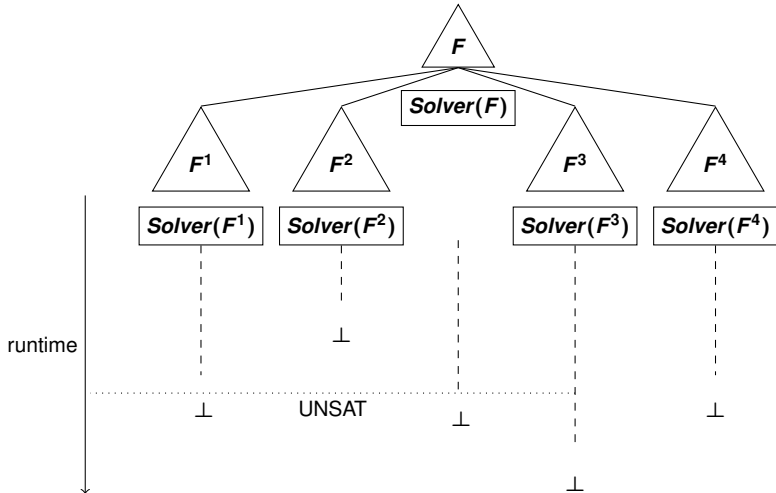 F
Solver(F)
F¹ F² F³ F⁴
Solver(F¹) Solver(F²) Solver(F³) Solver(F⁴)
runtime
⊥
UNSAT
⊥ ⊥ ⊥
⊥